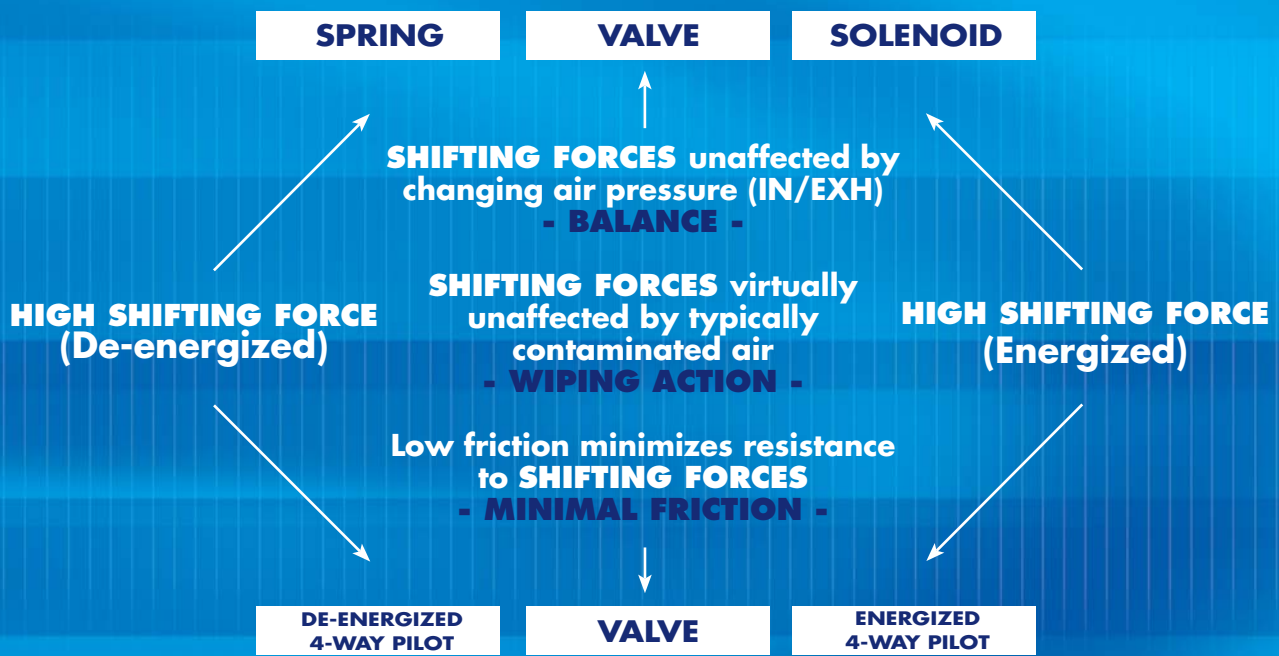 SPRING
VALVE
SOLENOID
SHIFTING FORCES unaffected by
changing air pressure (IN/EXH)
- BALANCE -
HIGH SHIFTING FORCE
(De-energized)
SHIFTING FORCES virtually
unaffected by typically
contaminated air
- WIPING ACTION -
HIGH SHIFTING FORCE
(Energized)
Low friction minimizes resistance
to SHIFTING FORCES
- MINIMAL FRICTION -
DE-ENERGIZED
4-WAY PILOT
VALVE
ENERGIZED
4-WAY PILOT